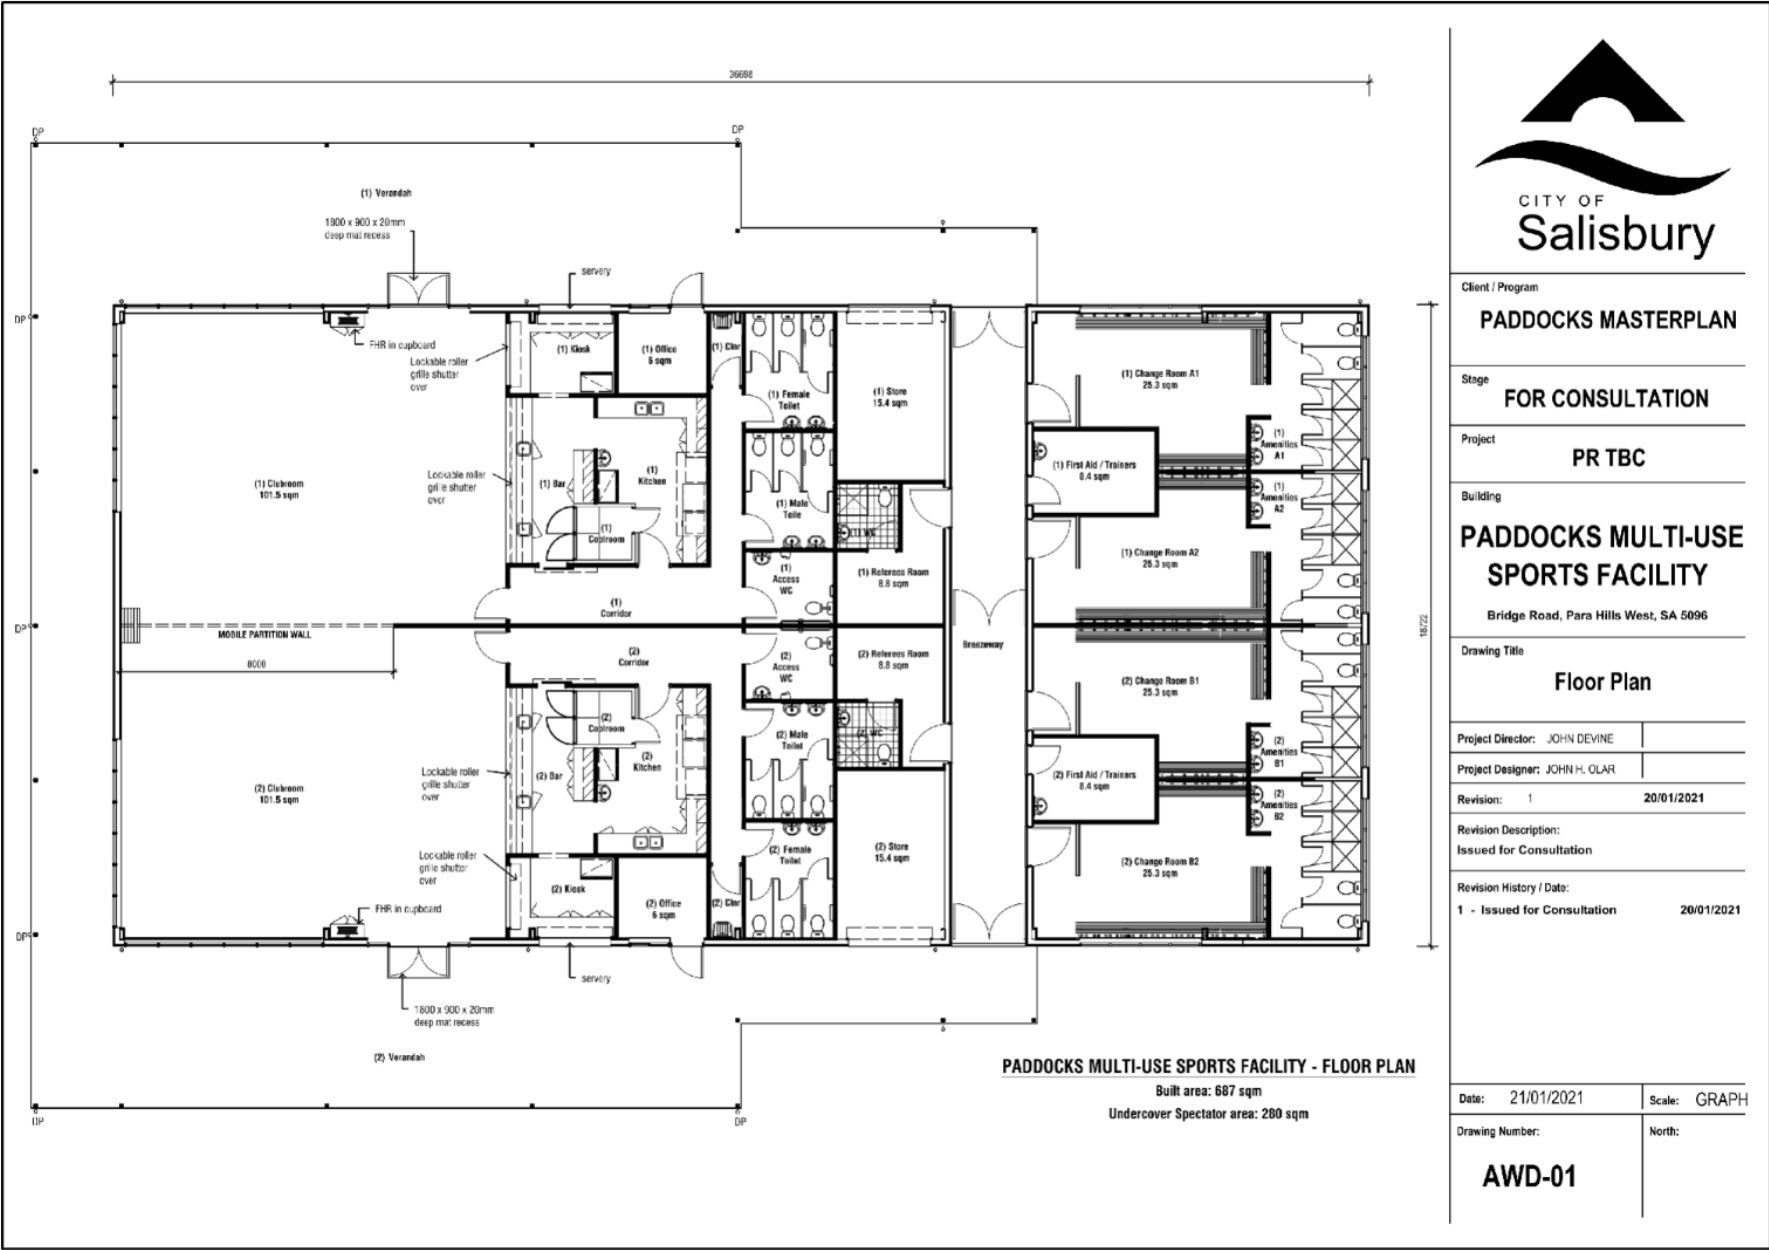 36698
DP
DP
(1) Verandah
1800 x 900 x 20mm
deep mat recess
servery
DP
FHR in cupboard
Lockable roller
grille shutter
over
(1) Kiosk
(1) Office
6 sqm
(1) Clnr
(1) Female
Toilet
(1) Store
15.4 sqm
(1) Change Room A1
25.3 sqm
(1) Clubroom
101.5 sqm
Lockable roller
grille shutter
over
(1) Bar
(1)
Kitchen
(1)
Coolroom
(1) Male
Toile
(1) WC
(1) First Aid / Trainers
8.4 sqm
(1)
Amenities
A1
(1)
Amenities
A2
(1) Change Room A2
25.3 sqm
(1)
Access
WC
(1) Referees Room
8.8 sqm
(1)
Corridor
DP
MOBILE PARTITION WALL
8000
(2)
Corridor
(2)
Access
WC
(2) Referees Room
8.8 sqm
Breezeway
18722
(2) Change Room B1
25.3 sqm
(2)
Coolroom
(2)
Kitchen
(2) Bar
(2) Male
Toilet
(2) WC
(2) First Aid / Trainers
8.4 sqm
(2)
Amenities
B1
(2)
Amenities
B2
Lockable roller
grille shutter
over
(2) Clubroom
101.5 sqm
(2) Female
Toilet
(2) Store
15.4 sqm
(2) Change Room B2
25.3 sqm
Lockable roller
grille shutter
over
(2) Kiosk
(2) Office
6 sqm
(2) Clnr
FHR in cupboard
DP
servery
1800 x 900 x 20mm
deep mat recess
(2) Verandah
DP
DP
PADDOCKS MULTI-USE SPORTS FACILITY - FLOOR PLAN
Built area: 687 sqm
Undercover Spectator area: 280 sqm
CITY OF
Salisbury
Client / Program
PADDOCKS MASTERPLAN
Stage
FOR CONSULTATION
Project
PR TBC
Building
PADDOCKS MULTI-USE
SPORTS FACILITY
Bridge Road, Para Hills West, SA 5096
Drawing Title
Floor Plan
Project Director: JOHN DEVINE
Project Designer: JOHN H. OLAR
Revision: 1 20/01/2021
Revision Description:
Issued for Consultation
Revision History / Date:
1 - Issued for Consultation 20/01/2021
Date: 21/01/2021 Scale: GRAPH
Drawing Number: North:
AWD-01